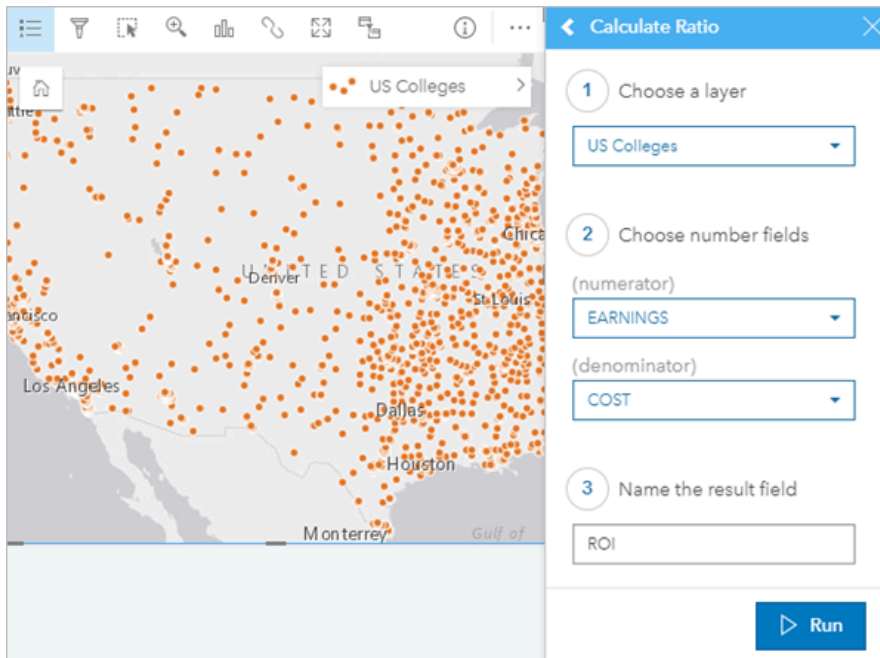 Calculate Ratio
US Colleges
1 Choose a layer
US Colleges
2 Choose number fields
(numerator)
EARNINGS
(denominator)
COST
3 Name the result field
ROI
Run
Denver
UNITED STATES
St Louis
Los Angeles
Dallas
Houston
Monterrey
Gulf of